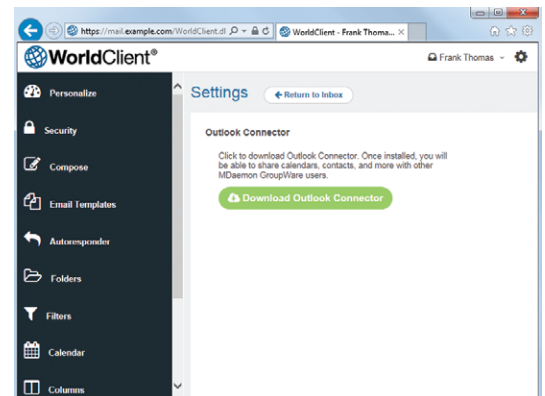 https://mail.example.com/WorldClient.dl
WorldClient - Frank Thoma...
WorldClient®
Frank Thomas
Personalize
Security
Compose
Email Templates
Autoresponder
Folders
Filters
Calendar
Columns
Settings
Return to Inbox
Outlook Connector
Click to download Outlook Connector. Once installed, you will
be able to share calendars, contacts, and more with other
MDaemon GroupWare users.
Download Outlook Connector